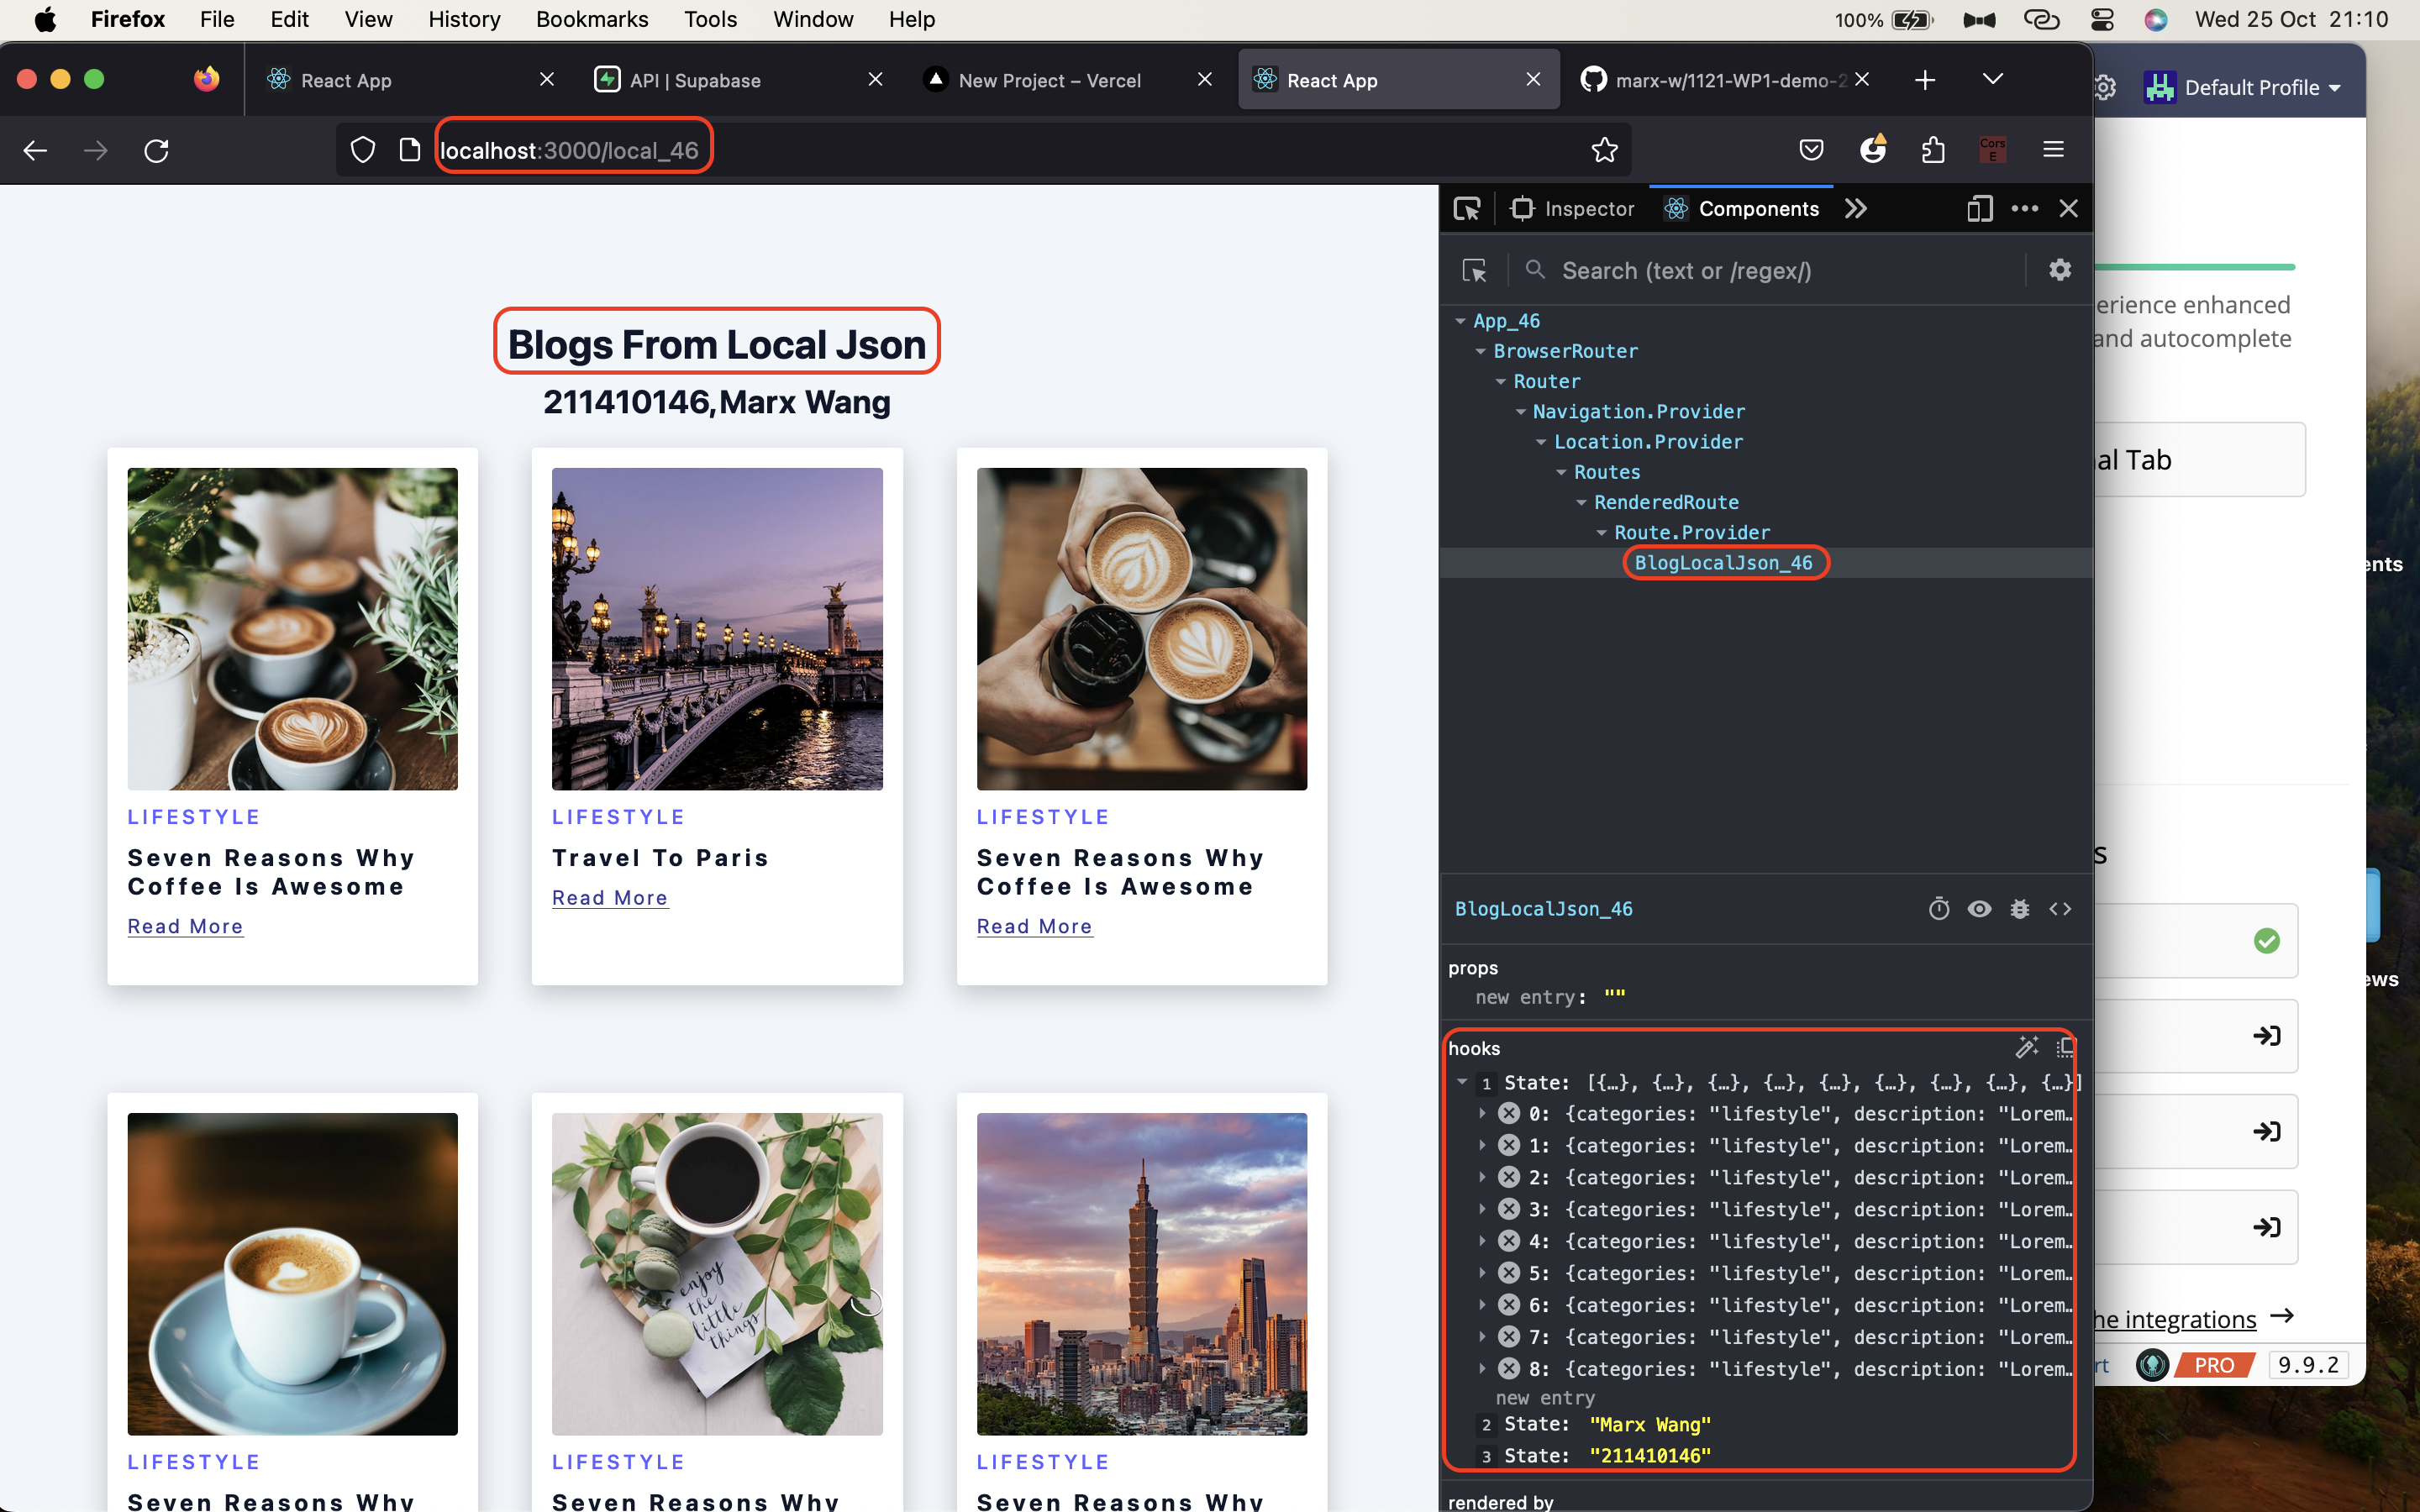 Firefox File Edit View History Bookmarks Tools Window Help 100% Wed 25 Oct 21:10
React App API | Supabase New Project – Vercel React App marx-w/1121-WP1-demo-2
Default Profile
localhost:3000/local_46
Cors
E
Inspector Components
Search (text or /regex/)
App_46
BrowserRouter
Router
Navigation.Provider
Location.Provider
Routes
RenderedRoute
Route.Provider
BlogLocalJson_46
Blogs From Local Json
211410146,Marx Wang
LIFESTYLE
Seven Reasons Why
Coffee Is Awesome
Read More
LIFESTYLE
Travel To Paris
Read More
LIFESTYLE
Seven Reasons Why
Coffee Is Awesome
Read More
enjoy
the
little
things
LIFESTYLE
Seven Reasons Why
LIFESTYLE
Seven Reasons Why
LIFESTYLE
Seven Reasons Why
BlogLocalJson_46
props
new entry: ""
hooks
1 State: [{…}, {…}, {…}, {…}, {…}, {…}, {…}, {…}, {…}]
0: {categories: "lifestyle", description: "Lorem…
1: {categories: "lifestyle", description: "Lorem…
2: {categories: "lifestyle", description: "Lorem…
3: {categories: "lifestyle", description: "Lorem…
4: {categories: "lifestyle", description: "Lorem…
5: {categories: "lifestyle", description: "Lorem…
6: {categories: "lifestyle", description: "Lorem…
7: {categories: "lifestyle", description: "Lorem…
8: {categories: "lifestyle", description: "Lorem…
new entry
2 State: "Marx Wang"
3 State: "211410146"
rendered by
erience enhanced
and autocomplete
al Tab
ents
s
ews
he integrations
rt PRO 9.9.2